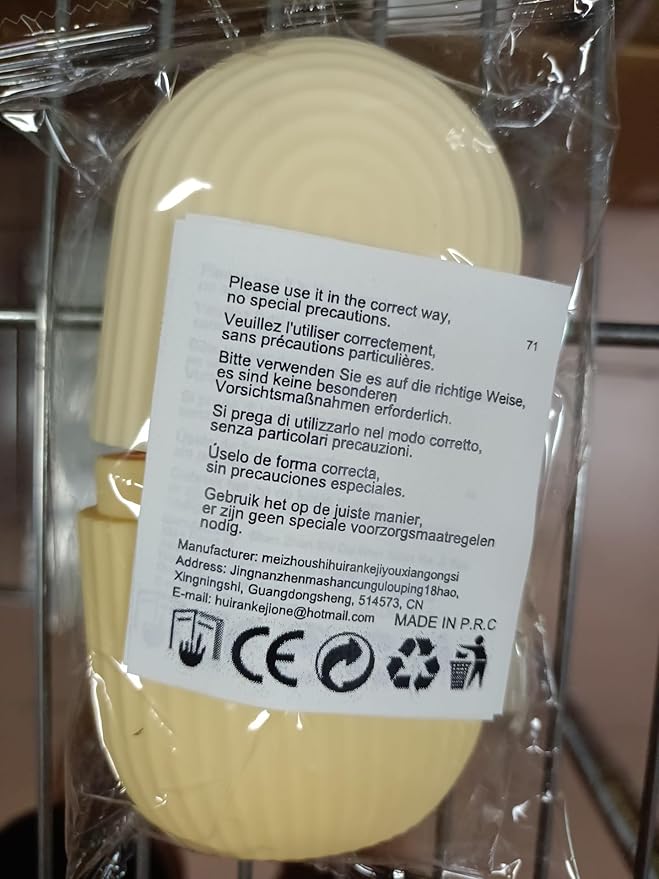 Please use it in the correct way,
no special precautions.
71
Veuillez l'utiliser correctement,
sans précautions particulières.
Bitte verwenden Sie es auf die richtige Weise,
es sind keine besonderen
Vorsichtsmaßnahmen erforderlich.
Si prega di utilizzarlo nel modo corretto,
senza particolari precauzioni.
Úselo de forma correcta,
sin precauciones especiales.
Gebruik het op de juiste manier,
er zijn geen speciale voorzorgsmaatregelen
nodig.
Manufacturer: meizhoushihuirankejiyouxiangongsi
Address: Jingnanzhenmashancungulouping18hao,
Xingningshi, Guangdongsheng, 514573, CN
E-mail: huirankejione@hotmail.com MADE IN P.R.C
CE